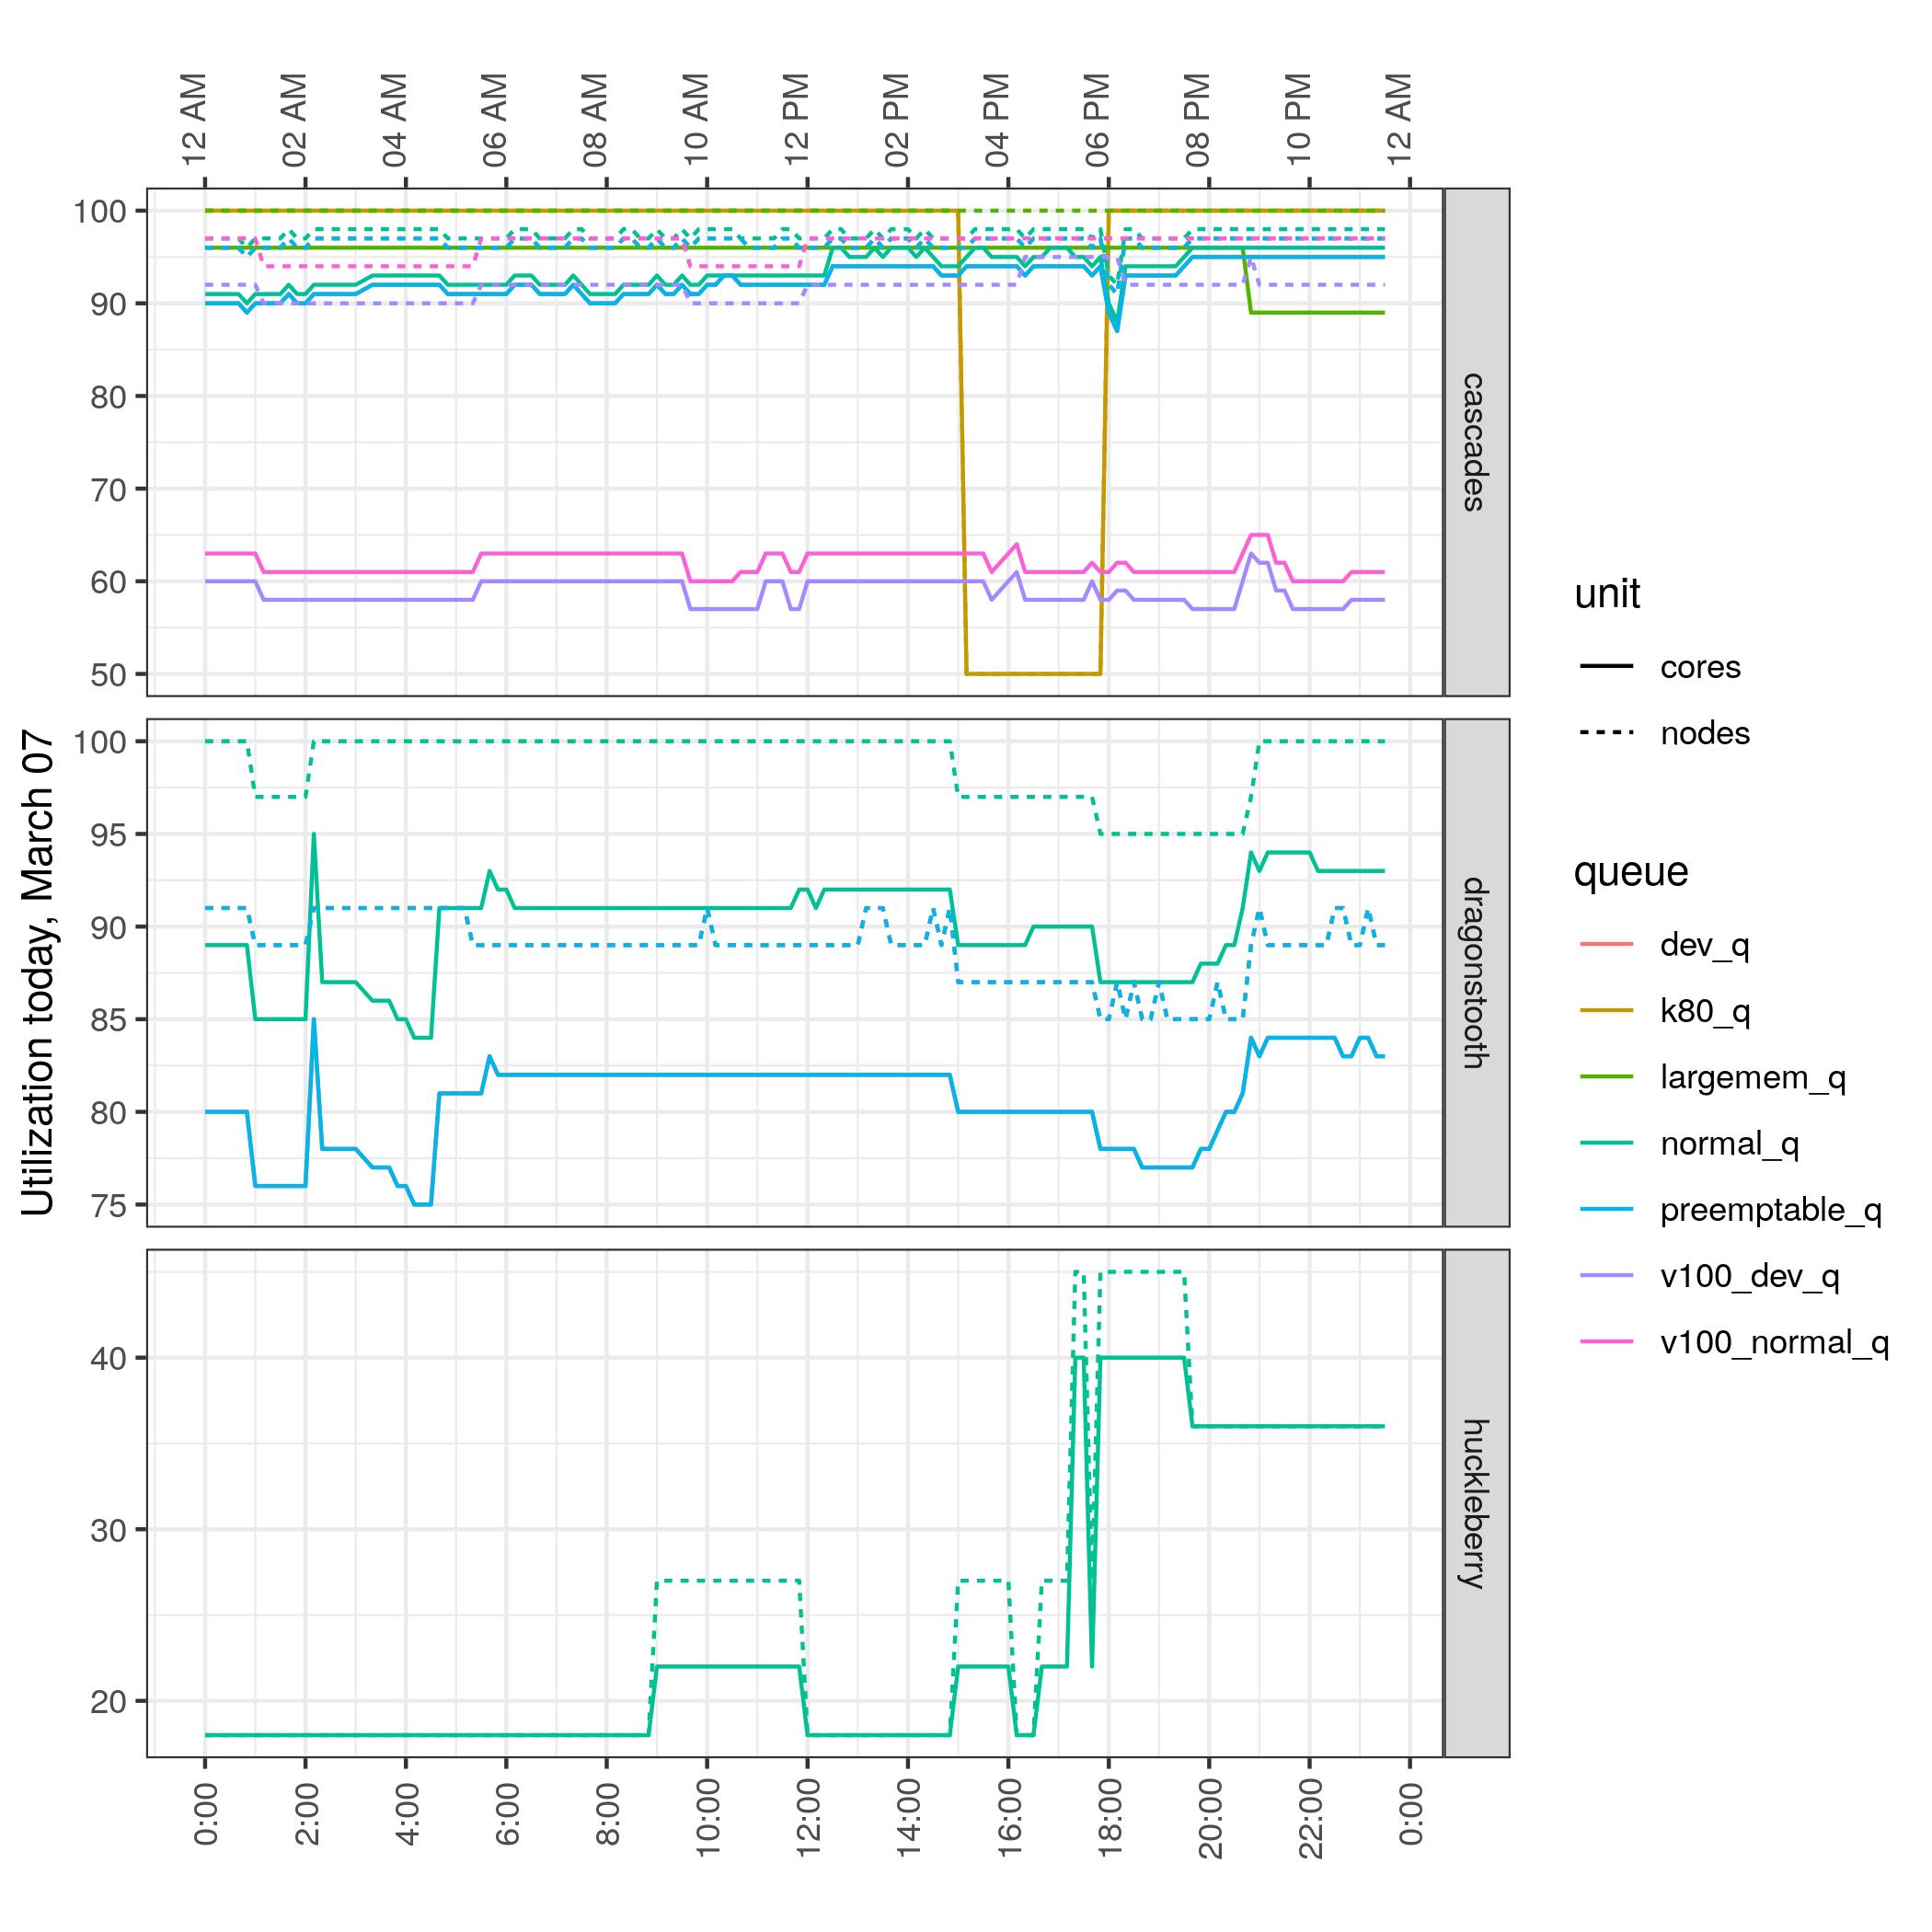 12 AM
02 AM
04 AM
06 AM
08 AM
10 AM
12 PM
02 PM
04 PM
06 PM
08 PM
10 PM
12 AM
Utilization today, March 07
100
90
80
70
60
50
cascades
100
95
90
85
80
75
dragonstooth
40
30
20
huckleberry
0:00
2:00
4:00
6:00
8:00
10:00
12:00
14:00
16:00
18:00
20:00
22:00
0:00
unit
cores
nodes
queue
dev_q
k80_q
largemem_q
normal_q
preemptable_q
v100_dev_q
v100_normal_q